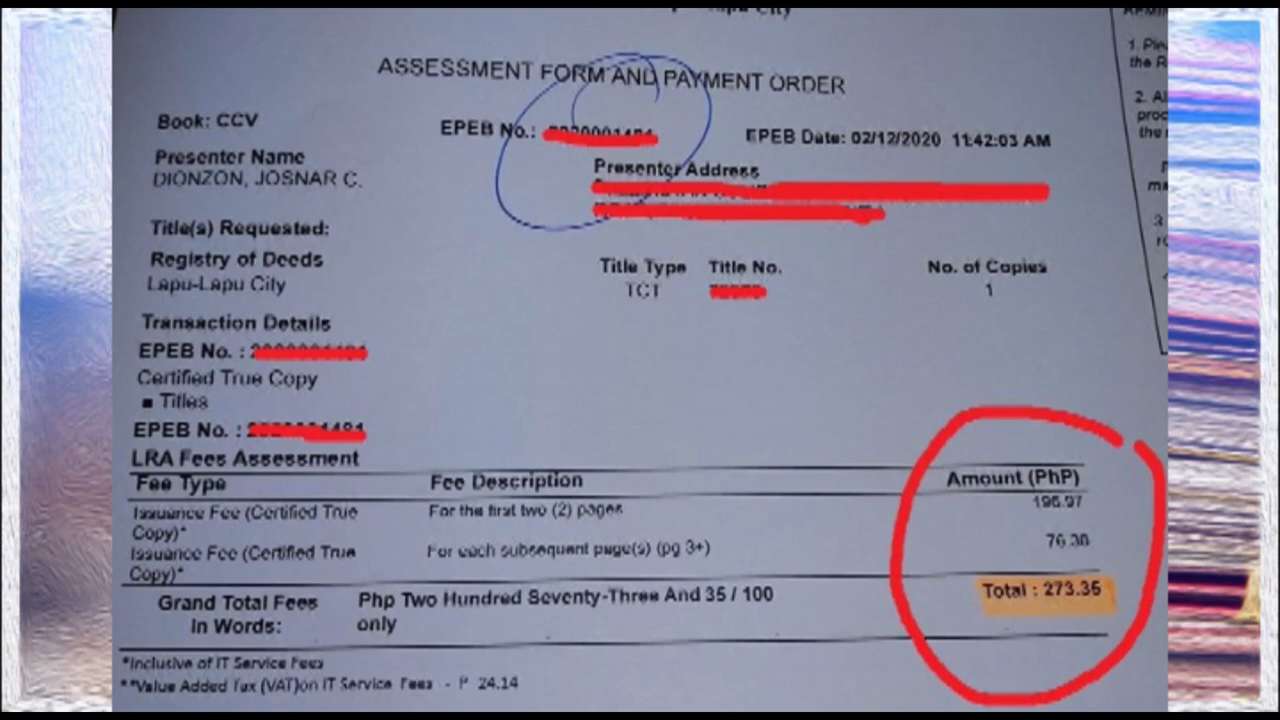 City
ASSESSMENT FORM AND PAYMENT ORDER
Book: CCV
EPEB No.:
EPEB Date: 02/12/2020 11:42:03 AM
Presenter Name
DIONZON, JOSNAR C.
Presenter Address
Title(s) Requested:
Registry of Deeds
Lapu-Lapu City
Title Type Title No. No. of Copies
TCT 1
Transaction Details
EPEB No. :
Certified True Copy
■ Titles
EPEB No. :
LRA Fees Assessment
Fee Type Fee Description Amount (PhP)
Issuance Fee (Certified True Copy)* For the first two (2) pages
Issuance Fee (Certified True Copy)* For each subsequent page(s) (pg 3+)
Total : 273.35
Grand Total Fees Php Two Hundred Seventy-Three And 35 / 100
In Words: only
*Inclusive of IT Service Fees
**Value Added Tax (VAT)on IT Service Fees - P 24.14
1.
the R
2.
the
3